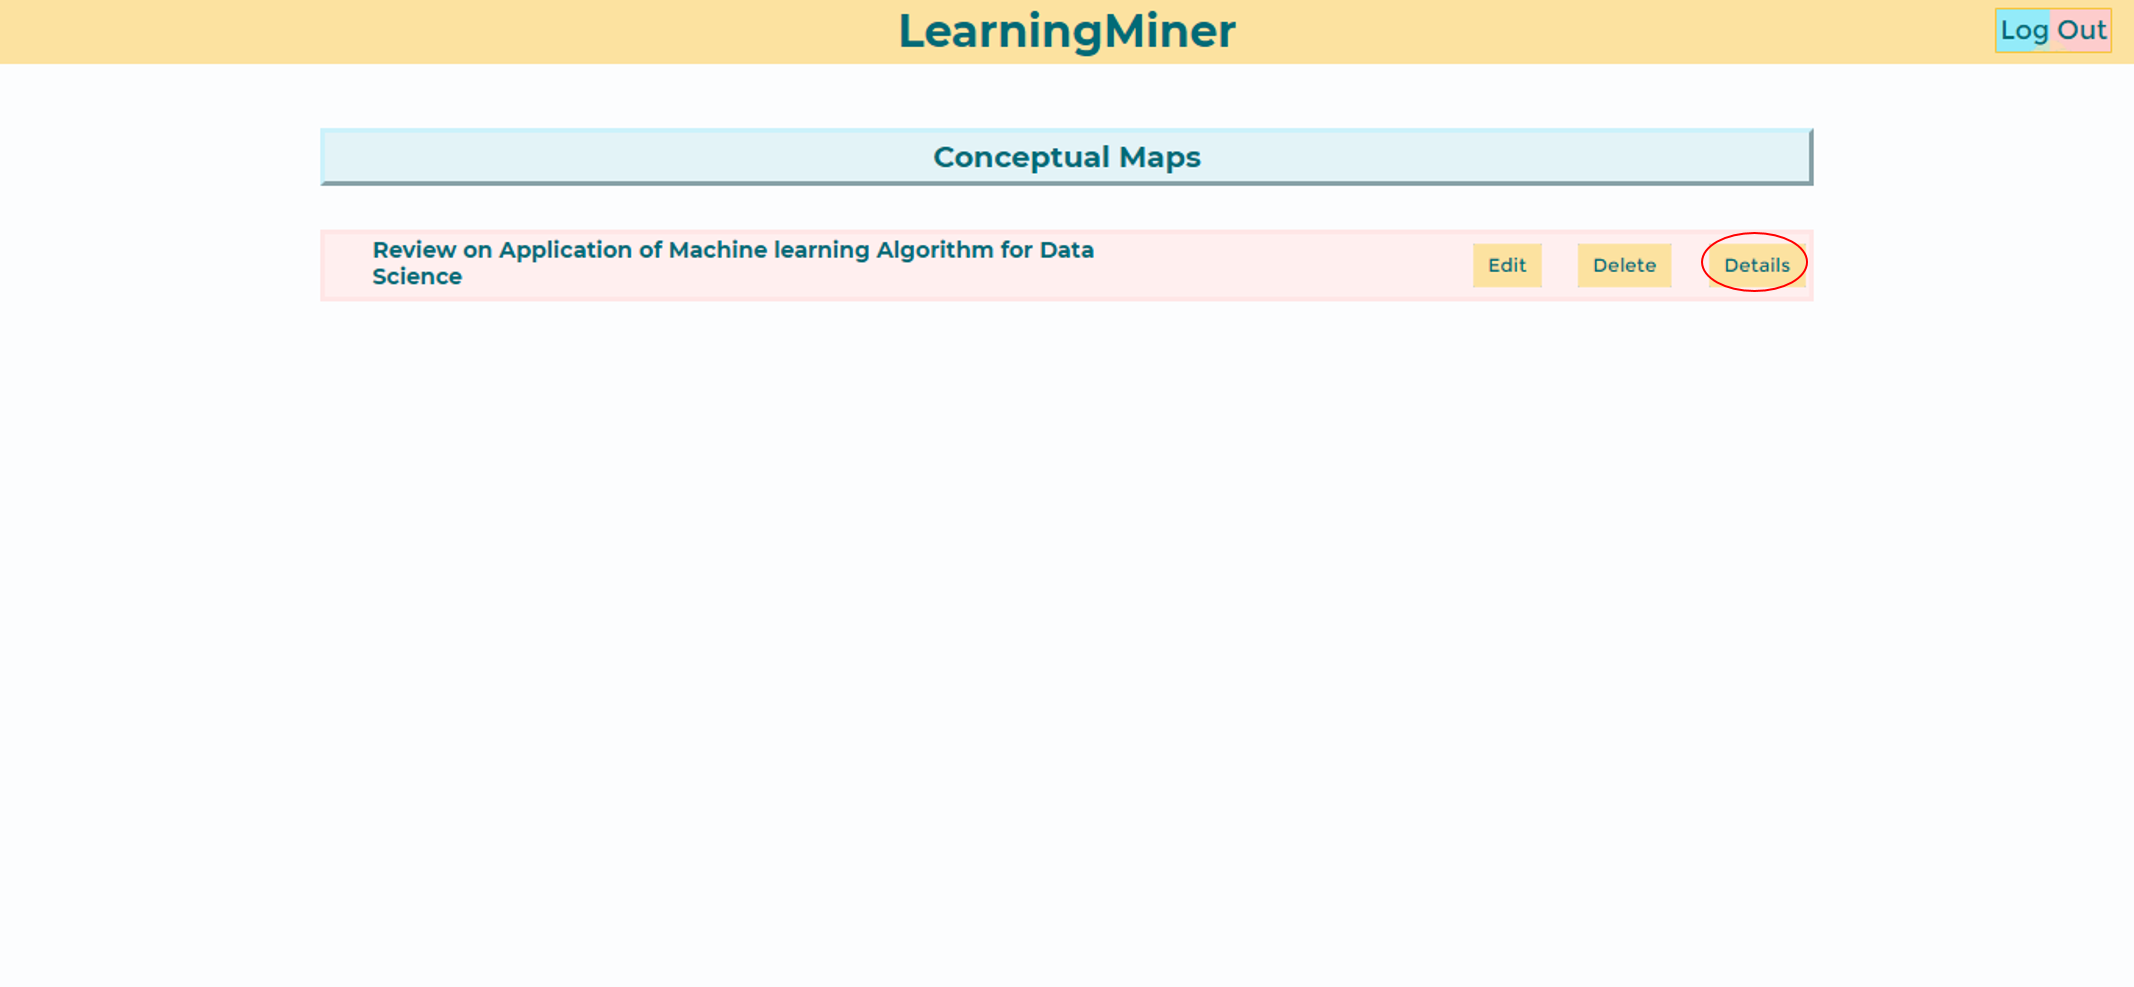 LearningMiner
Log Out
Conceptual Maps
Review on Application of Machine learning Algorithm for Data
Science
Edit
Delete
Details